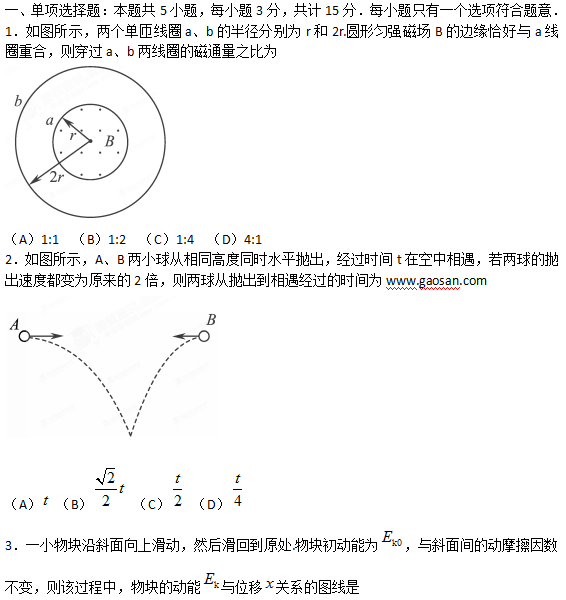 一、单项选择题：本题共 5 小题，每小题 3 分，共计 15 分．每小题只有一个选项符合题意．
1．如图所示，两个单匝线圈 a、b 的半径分别为 r 和 2r.圆形匀强磁场 B 的边缘恰好与 a 线
圈重合，则穿过 a、b 两线圈的磁通量之比为
b
a
r
B
2r
（A）1:1 （B）1:2 （C）1:4 （D）4:1
2．如图所示，A、B 两小球从相同高度同时水平抛出，经过时间 t 在空中相遇，若两球的抛
出速度都变为原来的 2 倍，则两球从抛出到相遇经过的时间为 www.gaosan.com
A B
（A） t （B） √2/2 t （C） t/2 （D） t/4
3．一小物块沿斜面向上滑动，然后滑回到原处.物块初动能为 Ek0，与斜面间的动摩擦因数
不变，则该过程中，物块的动能 Ek 与位移 x 关系的图线是